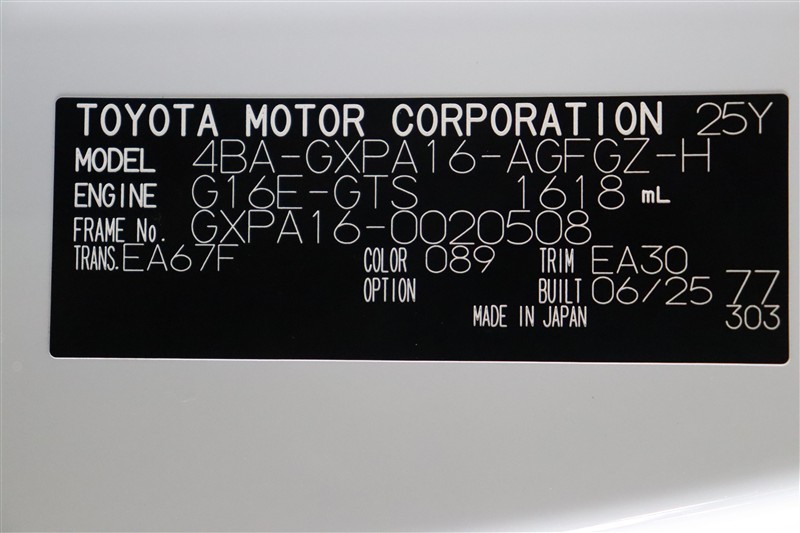 TOYOTA MOTOR CORPORATION 25Y
MODEL 4BA-GXPA16-AGFGZ-H
ENGINE G16E-GTS 1618 mL
FRAME No. GXPA16-0020508
TRANS. EA67F COLOR 089 TRIM EA30
OPTION BUILT 06/25 77
MADE IN JAPAN 303